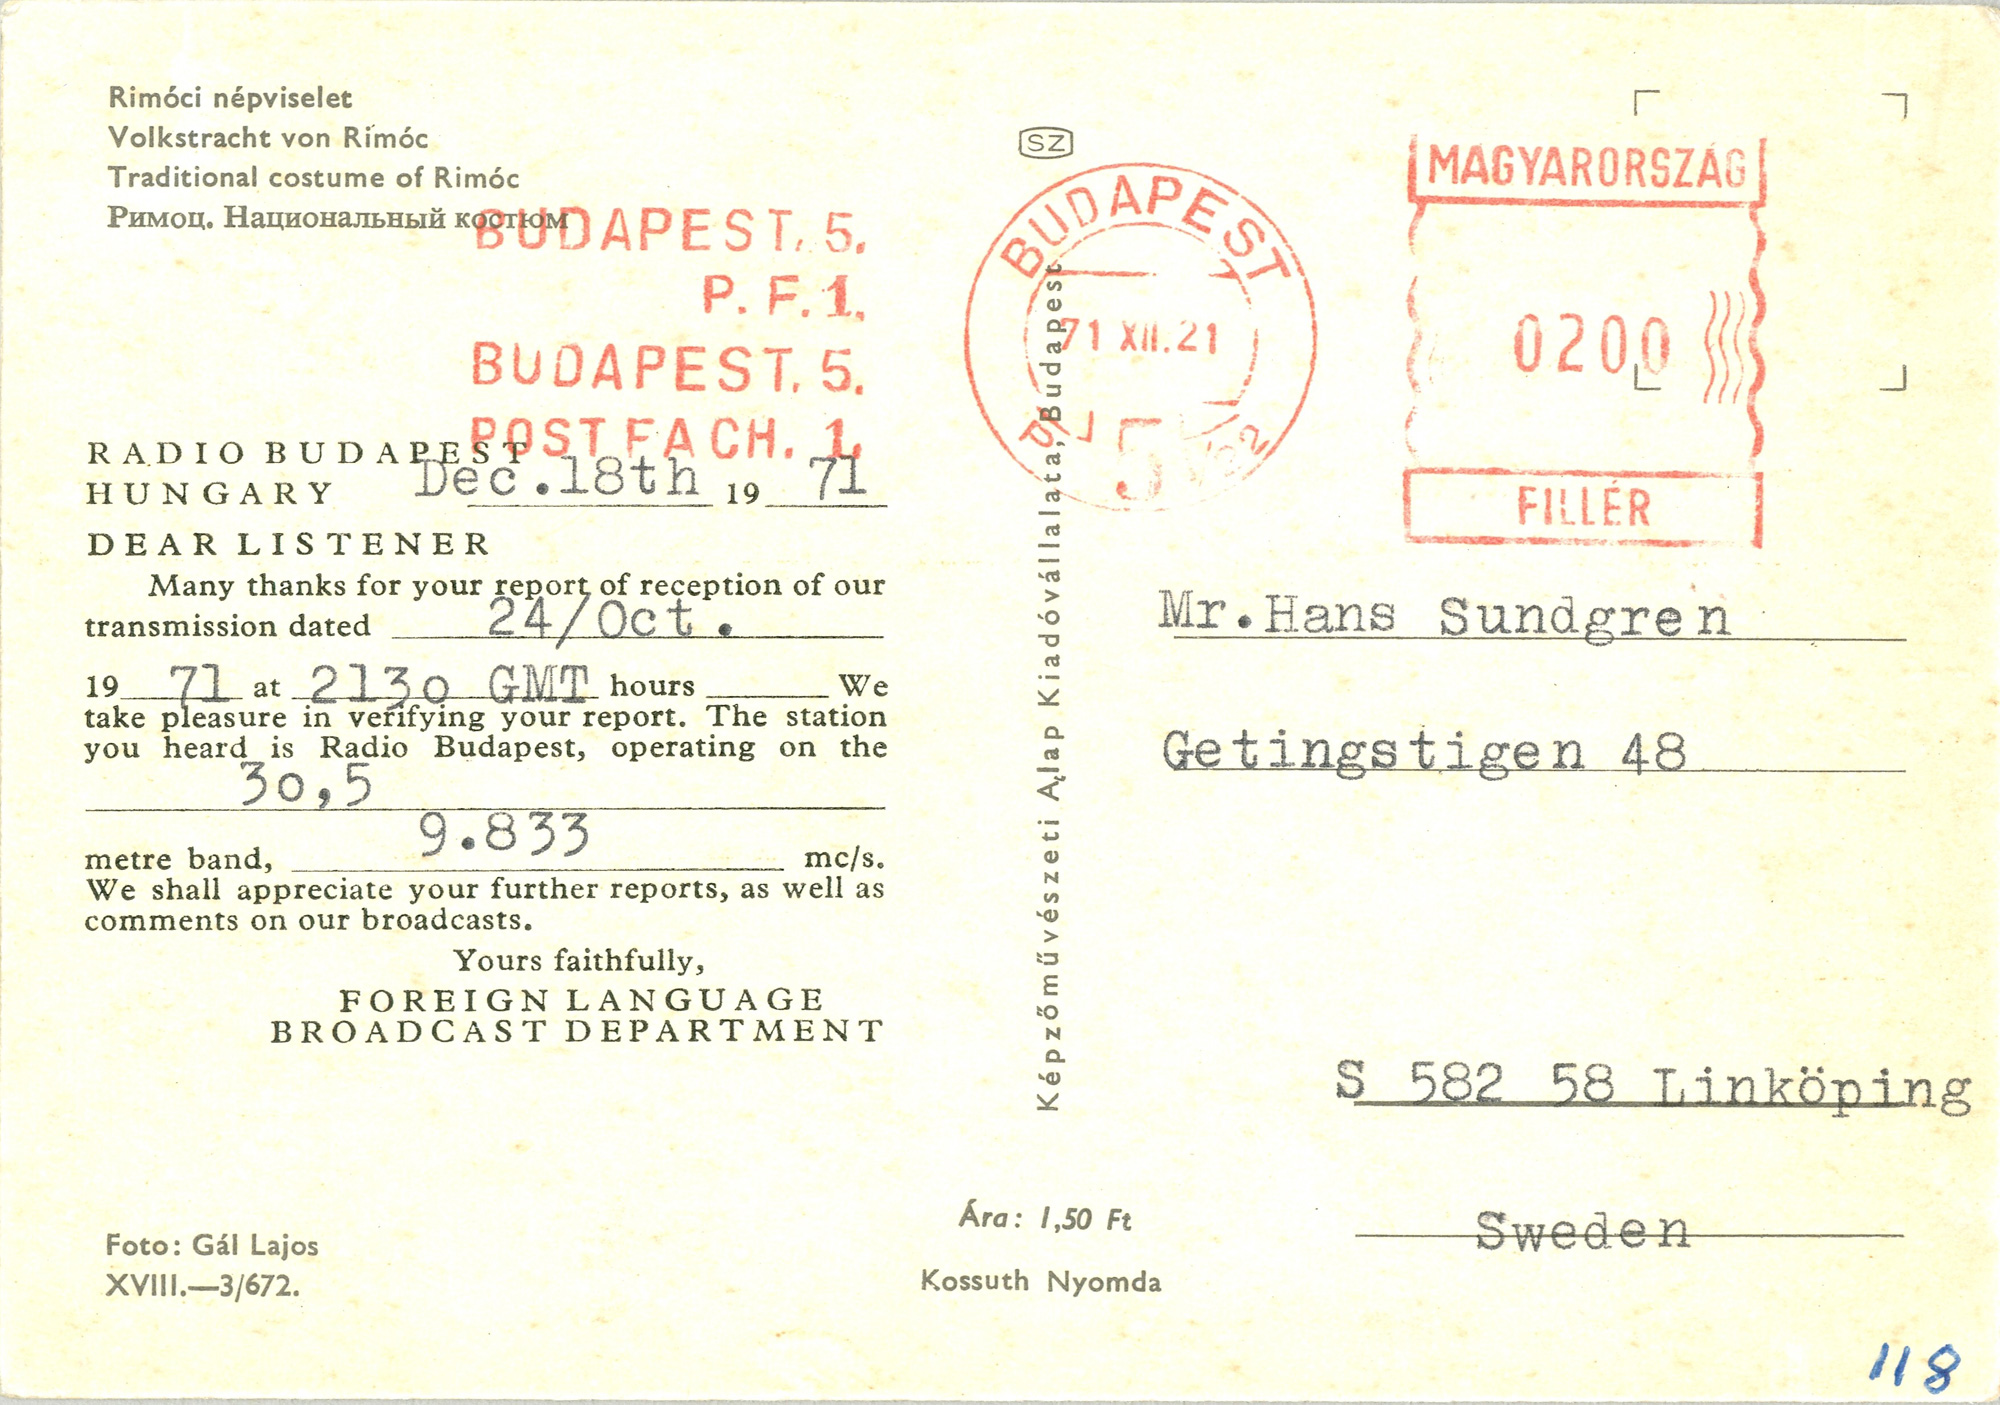 Rimóci népviselet
Volkstracht von Rimóc
Traditional costume of Rimóc
Римоц. Национальный костюм
BUDAPEST. 5.
P. F. 1.
BUDAPEST. 5.
POSTFACH. 1.
RADIO BUDAPEST
HUNGARY Dec.18th 19 71
DEAR LISTENER
Many thanks for your report of reception of our
transmission dated 24/Oct.
19 71 at 2130 GMT hours We
take pleasure in verifying your report. The station
you heard is Radio Budapest, operating on the
30,5
9.833
metre band, mc/s.
We shall appreciate your further reports, as well as
comments on our broadcasts.
Yours faithfully,
FOREIGN LANGUAGE
BROADCAST DEPARTMENT
Foto: Gál Lajos
XVIII.—3/672.
SZ
Képzőművészeti Alap Kiadóvállalata, Budapest
Ára: 1,50 Ft
Kossuth Nyomda
BUDAPEST
71 XII.21
5
MAGYARORSZÁG
0200
FILLÉR
Mr.Hans Sundgren
Getingstigen 48
S 582 58 Linköping
Sweden
118